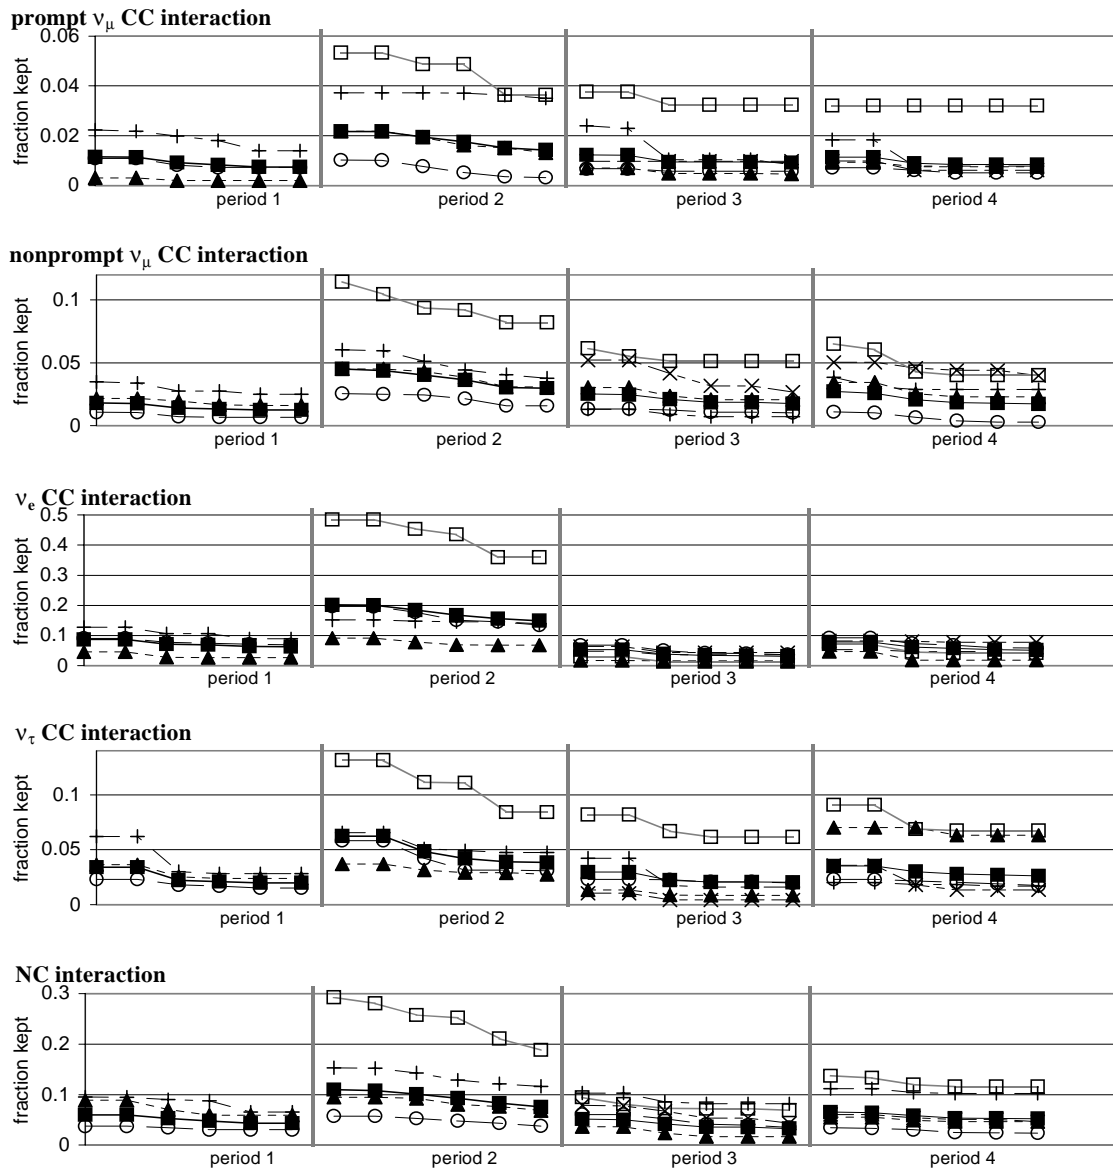 prompt νμ CC interaction
0.06
0.04
0.02
0
fraction kept
period 1
period 2
period 3
period 4
nonprompt νμ CC interaction
0.1
0.05
0
fraction kept
period 1
period 2
period 3
period 4
νe CC interaction
0.5
0.4
0.3
0.2
0.1
0
fraction kept
period 1
period 2
period 3
period 4
ντ CC interaction
0.1
0.05
0
fraction kept
period 1
period 2
period 3
period 4
NC interaction
0.3
0.2
0.1
0
fraction kept
period 1
period 2
period 3
period 4